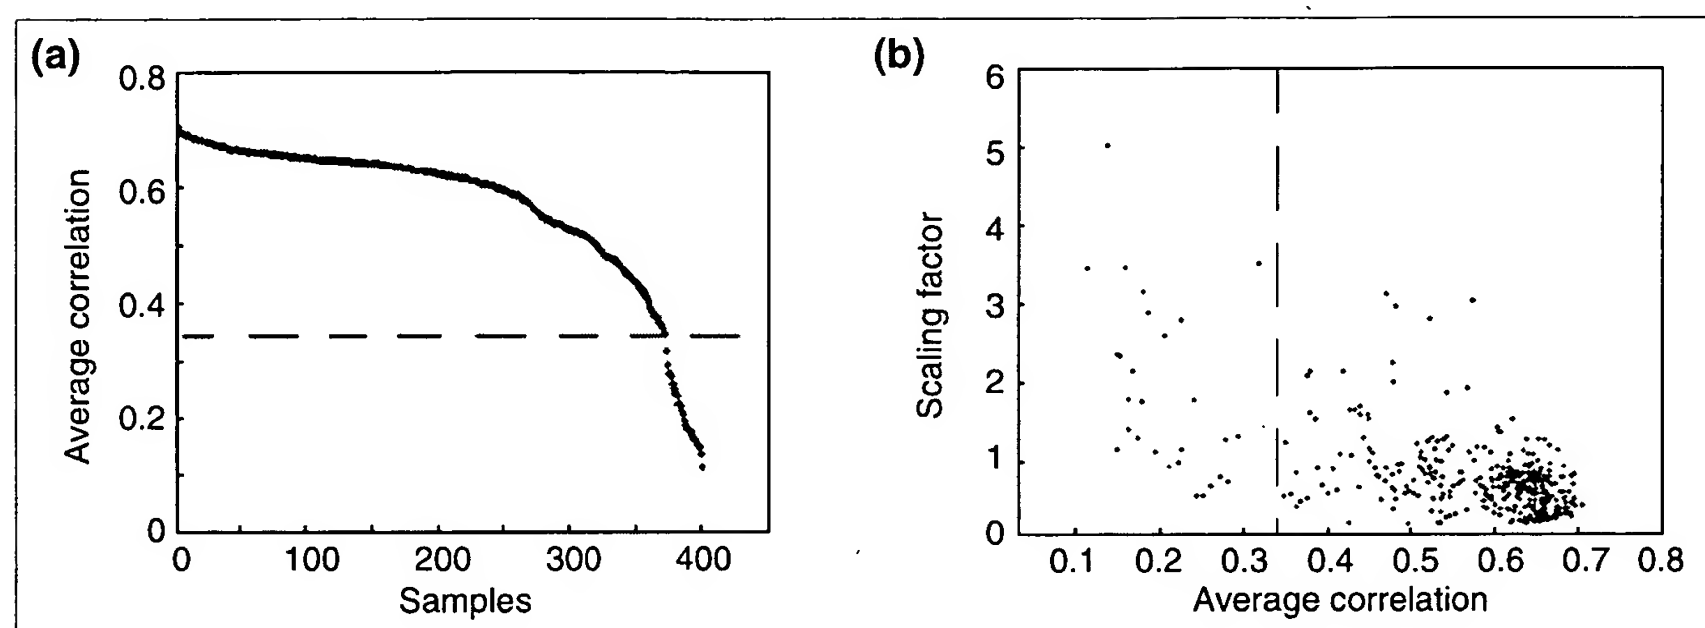 (a)
(b)
Average correlation
0.8
0.6
0.4
0.2
0
0 100 200 300 400
Samples
Scaling factor
6
5
4
3
2
1
0
0.1 0.2 0.3 0.4 0.5 0.6 0.7 0.8
Average correlation